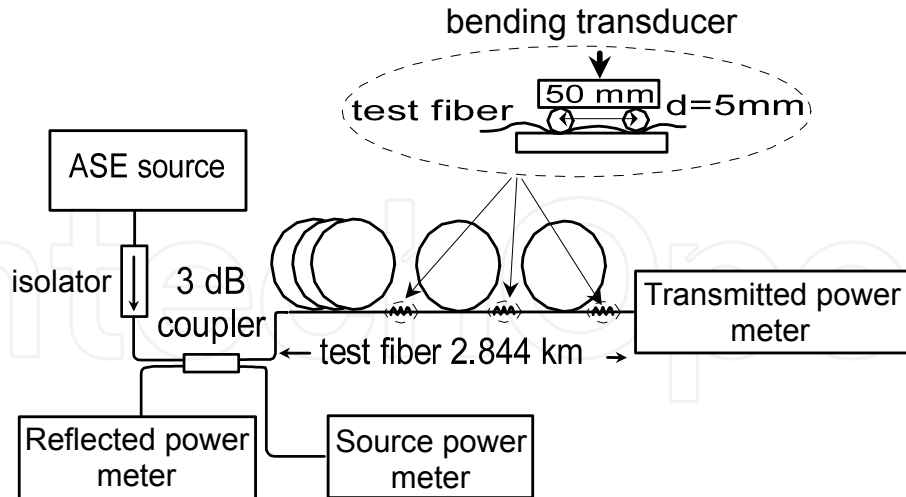 bending transducer
50 mm
test fiber
d=5mm
ASE source
isolator
3 dB
coupler
test fiber 2.844 km
Transmitted power
meter
Reflected power
meter
Source power
meter
ntechOpe